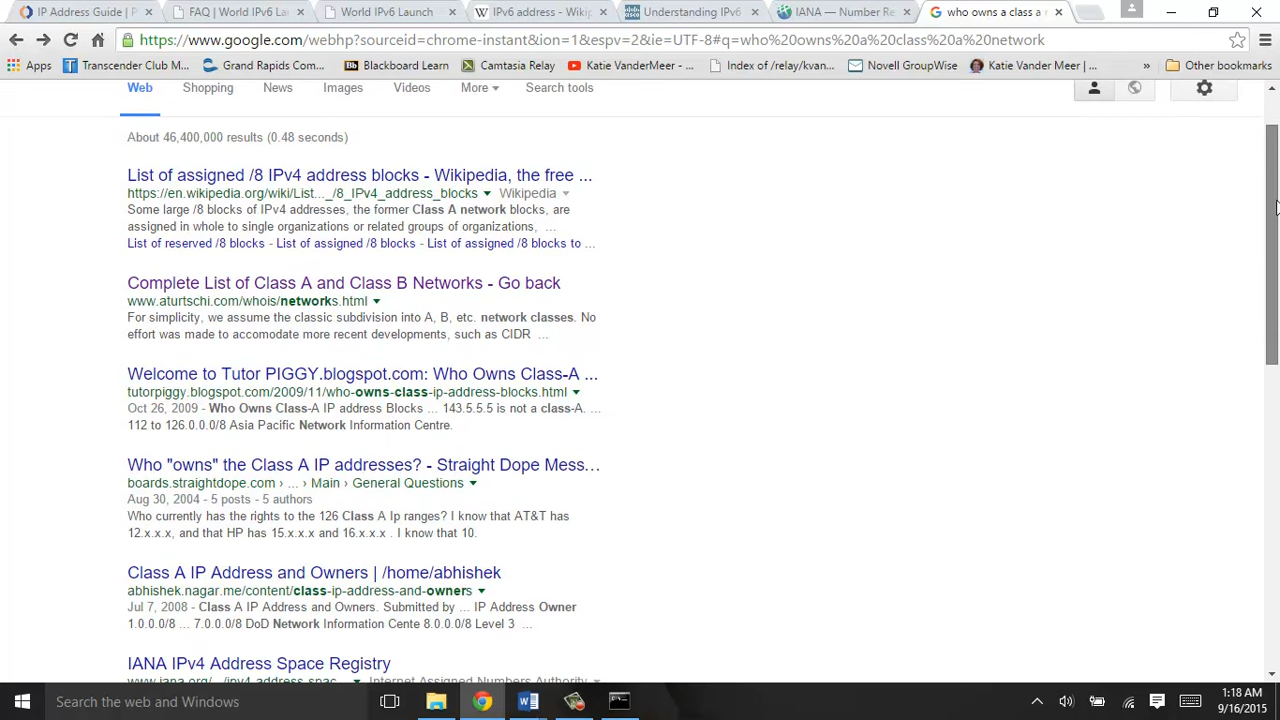 IP Address Guide | P
FAQ | World IPv6 Laun
World IPv6 Launch
IPv6 address - Wikip
Understanding IPv6
IANA — Number Re
who owns a class a r
https://www.google.com/webhp?sourceid=chrome-instant&ion=1&espv=2&ie=UTF-8#q=who%20owns%20a%20class%20a%20network
Apps
Transcender Club M...
Grand Rapids Com...
Blackboard Learn
Camtasia Relay
Katie VanderMeer - ...
Index of /relay/kvan...
Novell GroupWise
Katie Vander Meer | ...
»
Other bookmarks
Web
Shopping
News
Images
Videos
More
Search tools
About 46,400,000 results (0.48 seconds)
List of assigned /8 IPv4 address blocks - Wikipedia, the free ...
https://en.wikipedia.org/wiki/List..._/8_IPv4_address_blocks Wikipedia
Some large /8 blocks of IPv4 addresses, the former Class A network blocks, are
assigned in whole to single organizations or related groups of organizations, ...
List of reserved /8 blocks - List of assigned /8 blocks - List of assigned /8 blocks to ...
Complete List of Class A and Class B Networks - Go back
www.aturtschi.com/whois/networks.html
For simplicity, we assume the classic subdivision into A, B, etc. network classes. No
effort was made to accomodate more recent developments, such as CIDR ...
Welcome to Tutor PIGGY.blogspot.com: Who Owns Class-A ...
tutorpiggy.blogspot.com/2009/11/who-owns-class-ip-address-blocks.html
Oct 26, 2009 - Who Owns Class-A IP address Blocks ... 143.5.5.5 is not a class-A. ...
112 to 126.0.0.0/8 Asia Pacific Network Information Centre.
Who "owns" the Class A IP addresses? - Straight Dope Mess...
boards.straightdope.com › ... › Main › General Questions
Aug 30, 2004 - 5 posts - 5 authors
Who currently has the rights to the 126 Class A Ip ranges? I know that AT&T has
12.x.x.x, and that HP has 15.x.x.x and 16.x.x.x . I know that 10.
Class A IP Address and Owners | /home/abhishek
abhishek.nagar.me/content/class-ip-address-and-owners
Jul 7, 2008 - Class A IP Address and Owners. Submitted by ... IP Address Owner
1.0.0.0/8 ... 7.0.0.0/8 DoD Network Information Cente 8.0.0.0/8 Level 3 ...
IANA IPv4 Address Space Registry
www.iana.org/.../ipv4-address-spac... Internet Assigned Numbers Authority
Search the web and Windows
1:18 AM
9/16/2015